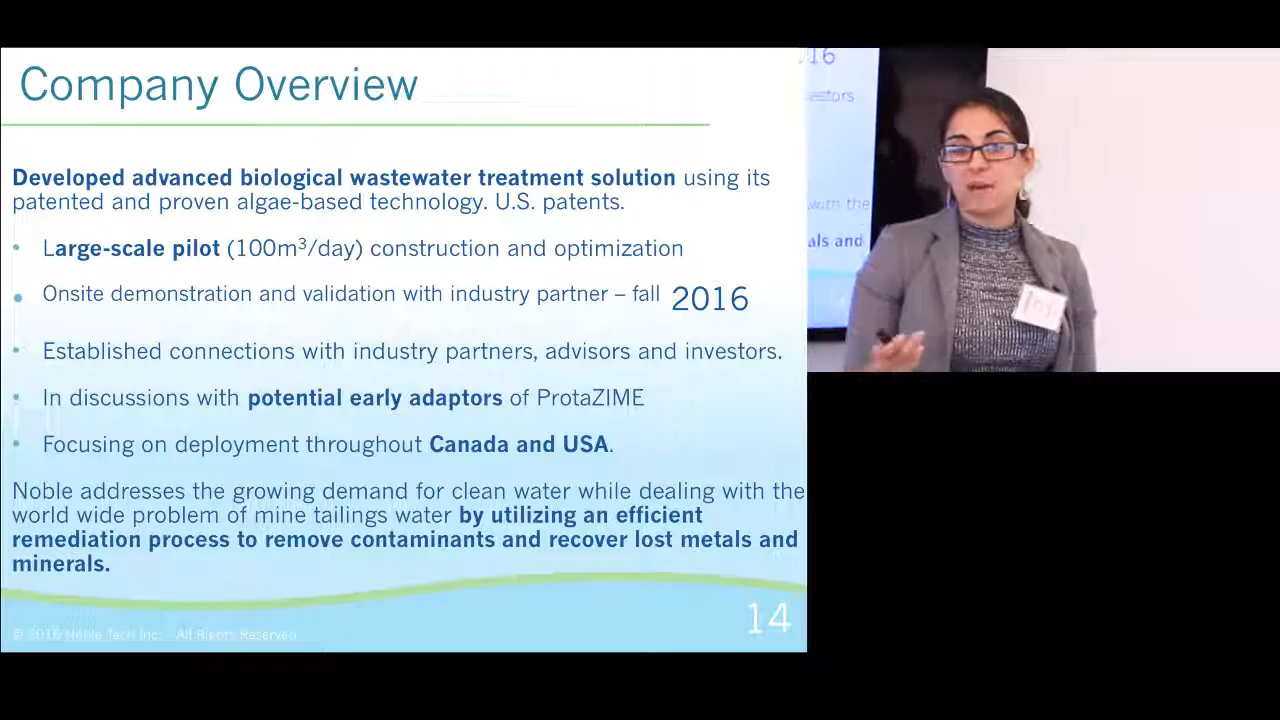 Company Overview
Developed advanced biological wastewater treatment solution using its
patented and proven algae-based technology. U.S. patents.
• Large-scale pilot (100m³/day) construction and optimization
• Onsite demonstration and validation with industry partner – fall 2016
• Established connections with industry partners, advisors and investors.
• In discussions with potential early adaptors of ProtaZIME
• Focusing on deployment throughout Canada and USA.
Noble addresses the growing demand for clean water while dealing with the
world wide problem of mine tailings water by utilizing an efficient
remediation process to remove contaminants and recover lost metals and
minerals.
© 2016 Noble Tech Inc. All Rights Reserved
14
16
estors
with the
als and